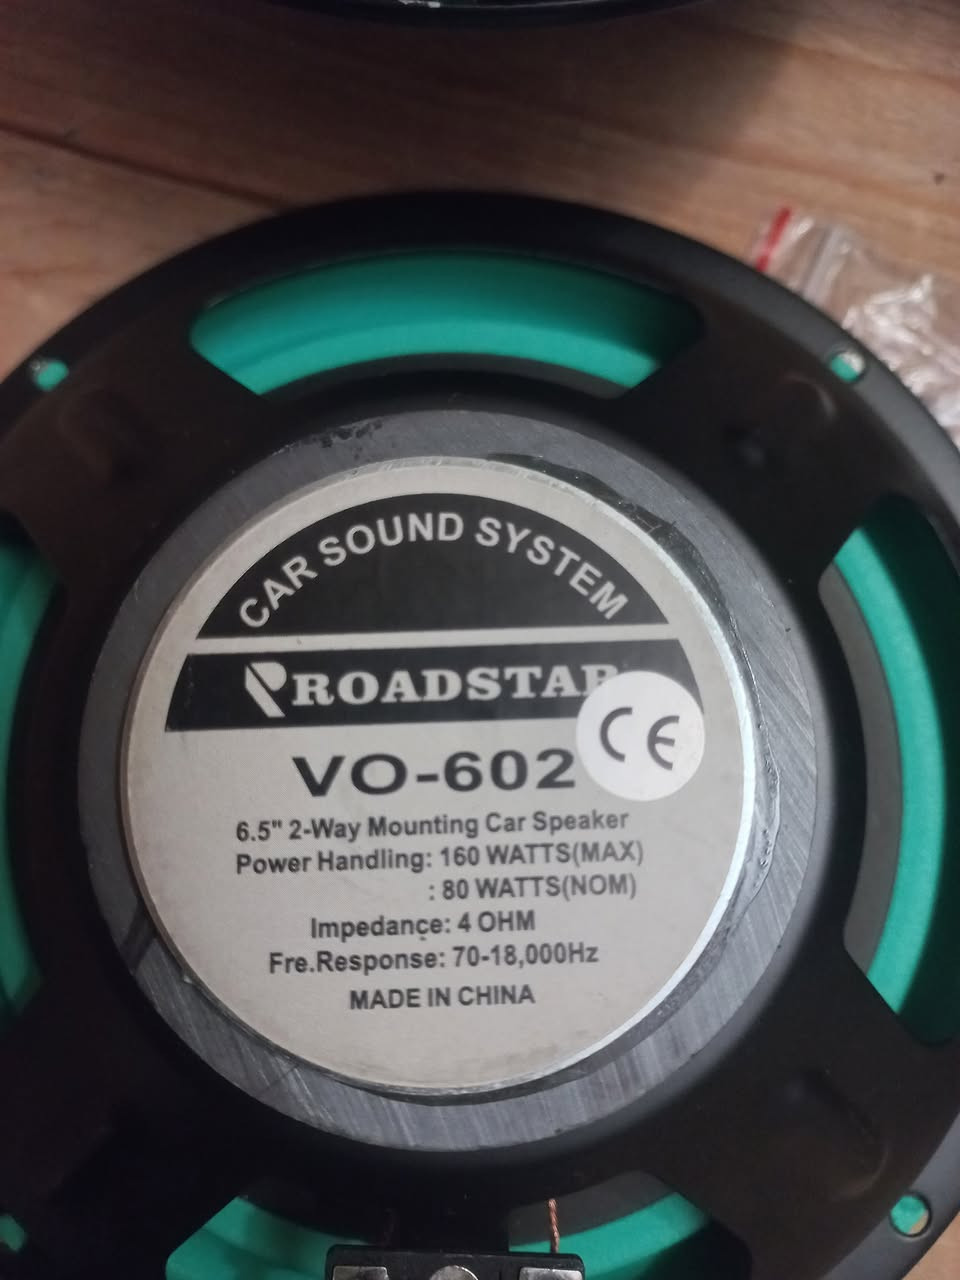 CAR SOUND SYSTEM
ROADSTAR
CE
VO-602
6.5" 2-Way Mounting Car Speaker
Power Handling: 160 WATTS(MAX)
: 80 WATTS(NOM)
Impedance: 4 OHM
Fre.Response: 70-18,000Hz
MADE IN CHINA